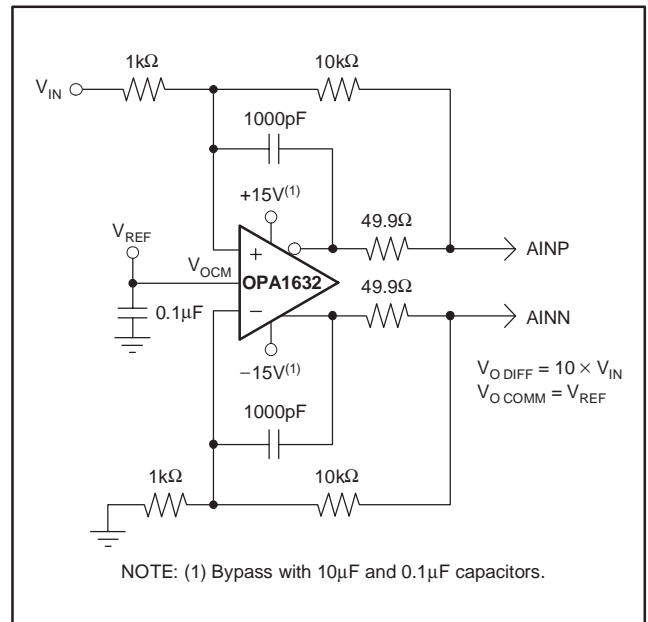 1kΩ
10kΩ
V_IN
1000pF
+15V(1)
49.9Ω
V_REF
AINP
V_OCM
+
OPA1632
49.9Ω
−
0.1μF
AINN
−15V(1)
V_O DIFF = 10 × V_IN
V_O COMM = V_REF
1000pF
1kΩ
10kΩ
NOTE: (1) Bypass with 10μF and 0.1μF capacitors.